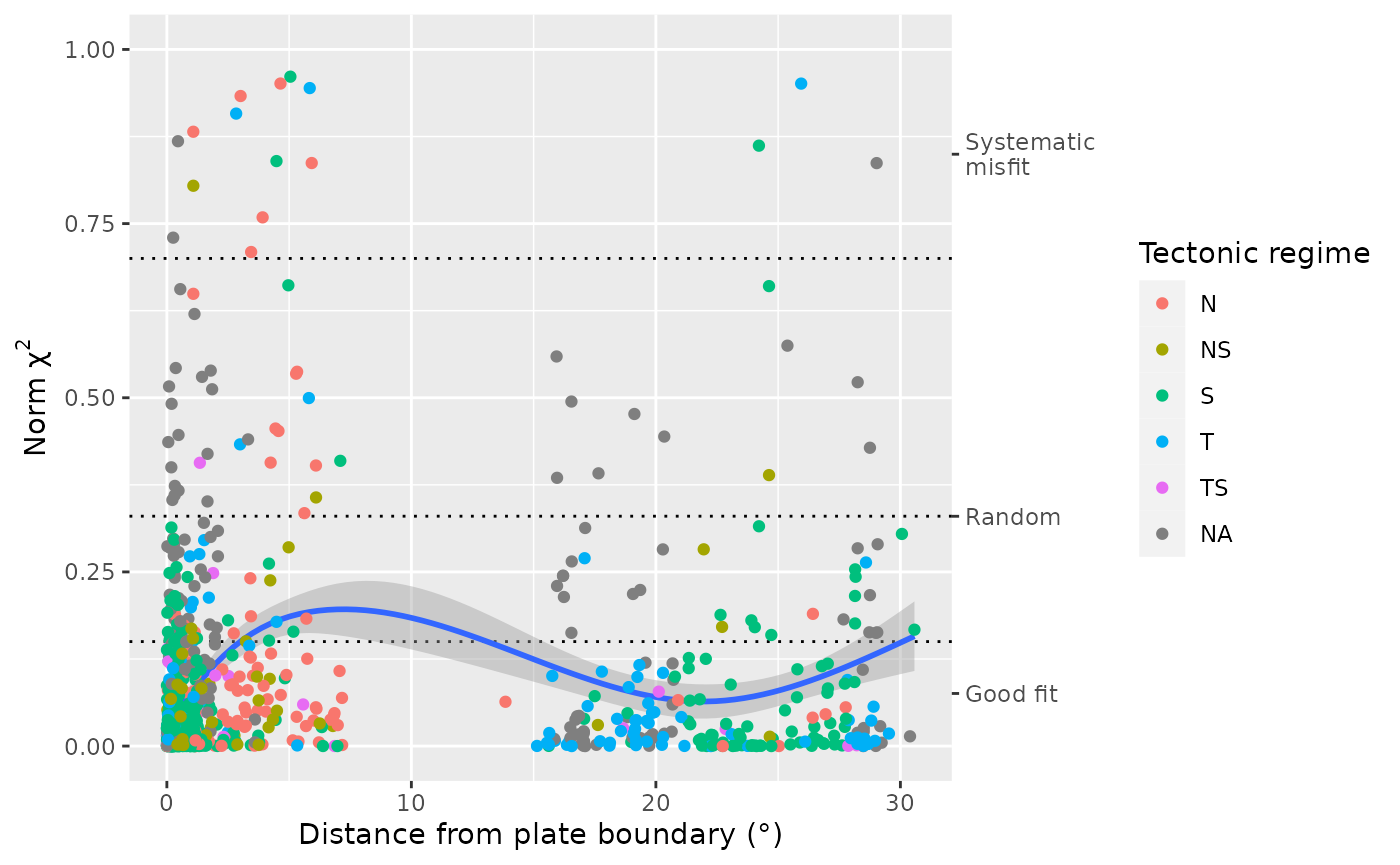 1.00
0.75
0.50
0.25
0.00
Norm χ²
0
10
20
30
Distance from plate boundary (°)
Systematic
misfit
Random
Good fit
Tectonic regime
N
NS
S
T
TS
NA